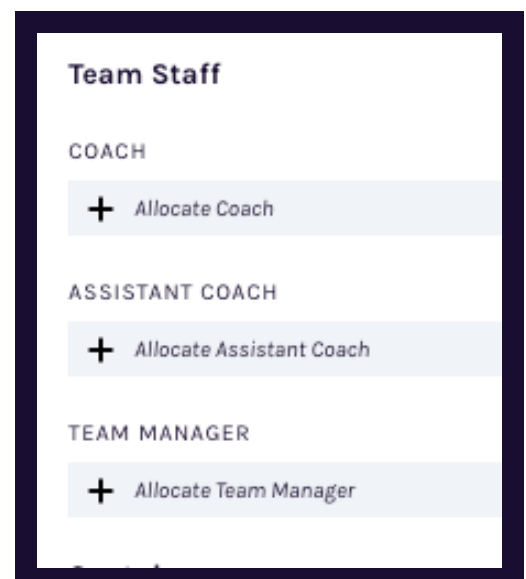 Team Staff
COACH
Allocate Coach
ASSISTANT COACH
Allocate Assistant Coach
TEAM MANAGER
Allocate Team Manager